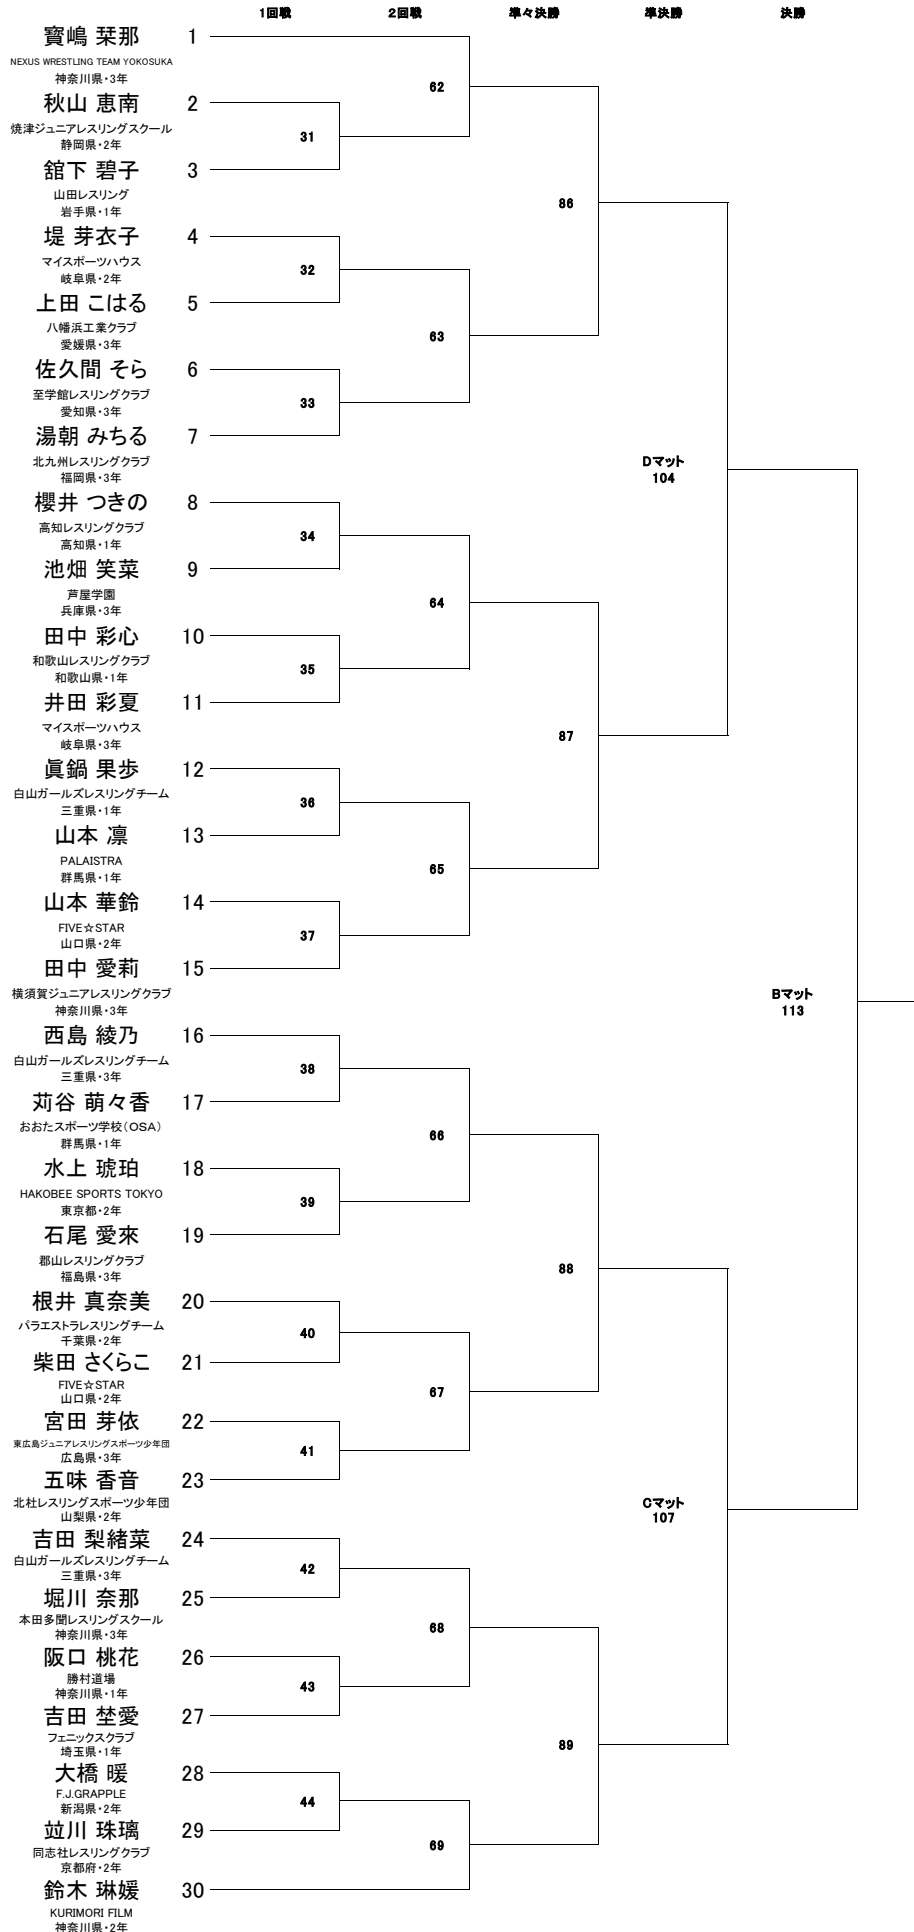 1回戦 2回戦 準々決勝 準決勝 決勝
寳嶋 栞那 1
NEXUS WRESTLING TEAM YOKOSUKA
神奈川県・3年
62
秋山 恵南 2
焼津ジュニアレスリングスクール
静岡県・2年
31
舘下 碧子 3
山田レスリング
岩手県・1年
86
堤 芽衣子 4
マイスポーツハウス
岐阜県・2年
32
上田 こはる 5
八幡浜工業クラブ
愛媛県・3年
63
佐久間 そら 6
至学館レスリングクラブ
愛知県・3年
33
湯朝 みちる 7
北九州レスリングクラブ
福岡県・3年
Dマット
104
櫻井 つきの 8
高知レスリングクラブ
高知県・1年
34
池畑 笑菜 9
芦屋学園
兵庫県・3年
64
田中 彩心 10
和歌山レスリングクラブ
和歌山県・1年
35
井田 彩夏 11
マイスポーツハウス
岐阜県・3年
87
眞鍋 果歩 12
白山ガールズレスリングチーム
三重県・1年
36
山本 凛 13
PALAISTRA
群馬県・1年
65
山本 華鈴 14
FIVE☆STAR
山口県・2年
37
田中 愛莉 15
横須賀ジュニアレスリングクラブ
神奈川県・3年
Bマット
113
西島 綾乃 16
白山ガールズレスリングチーム
三重県・3年
38
苅谷 萌々香 17
おおたスポーツ学校(OSA)
群馬県・1年
66
水上 琥珀 18
HAKOBEE SPORTS TOKYO
東京都・2年
39
石尾 愛來 19
郡山レスリングクラブ
福島県・3年
88
根井 真奈美 20
パラエストラレスリングチーム
千葉県・2年
40
柴田 さくらこ 21
FIVE☆STAR
山口県・2年
67
宮田 芽依 22
東広島ジュニアレスリングスポーツ少年団
広島県・3年
41
五味 香音 23
北杜レスリングスポーツ少年団
山梨県・2年
Cマット
107
吉田 梨緒菜 24
白山ガールズレスリングチーム
三重県・3年
42
堀川 奈那 25
本田多聞レスリングスクール
神奈川県・3年
68
阪口 桃花 26
勝村道場
神奈川県・1年
43
吉田 埜愛 27
フェニックスクラブ
埼玉県・1年
89
大橋 暖 28
F.J.GRAPPLE
新潟県・2年
44
竝川 珠璃 29
同志社レスリングクラブ
京都府・2年
69
鈴木 琳媛 30
KURIMORI FILM
神奈川県・2年